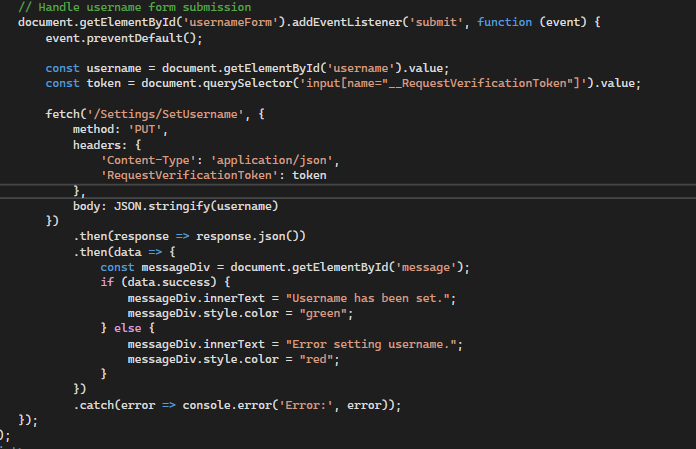 // Handle username form submission
document.getElementById('usernameForm').addEventListener('submit', function (event) {
event.preventDefault();
const username = document.getElementById('username').value;
const token = document.querySelector('input[name="__RequestVerificationToken"]').value;
fetch('/Settings/SetUsername', {
method: 'PUT',
headers: {
'Content-Type': 'application/json',
'RequestVerificationToken': token
},
body: JSON.stringify(username)
})
.then(response => response.json())
.then(data => {
const messageDiv = document.getElementById('message');
if (data.success) {
messageDiv.innerText = "Username has been set.";
messageDiv.style.color = "green";
} else {
messageDiv.innerText = "Error setting username.";
messageDiv.style.color = "red";
}
})
.catch(error => console.error('Error:', error));
});
);